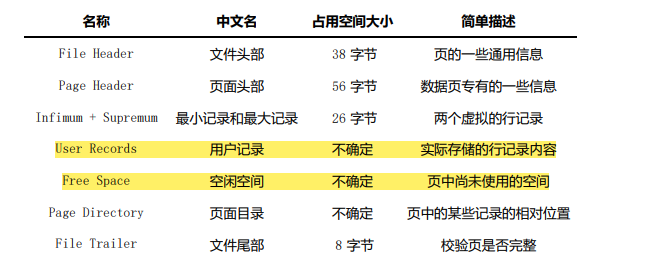 名称 中文名 占用空间大小 简单描述
File Header 文件头部 38 字节 页的一些通用信息
Page Header 页面头部 56 字节 数据页专有的一些信息
Infimum + Supremum 最小记录和最大记录 26 字节 两个虚拟的行记录
User Records 用户记录 不确定 实际存储的行记录内容
Free Space 空闲空间 不确定 页中尚未使用的空间
Page Directory 页面目录 不确定 页中的某些记录的相对位置
File Trailer 文件尾部 8 字节 校验页是否完整